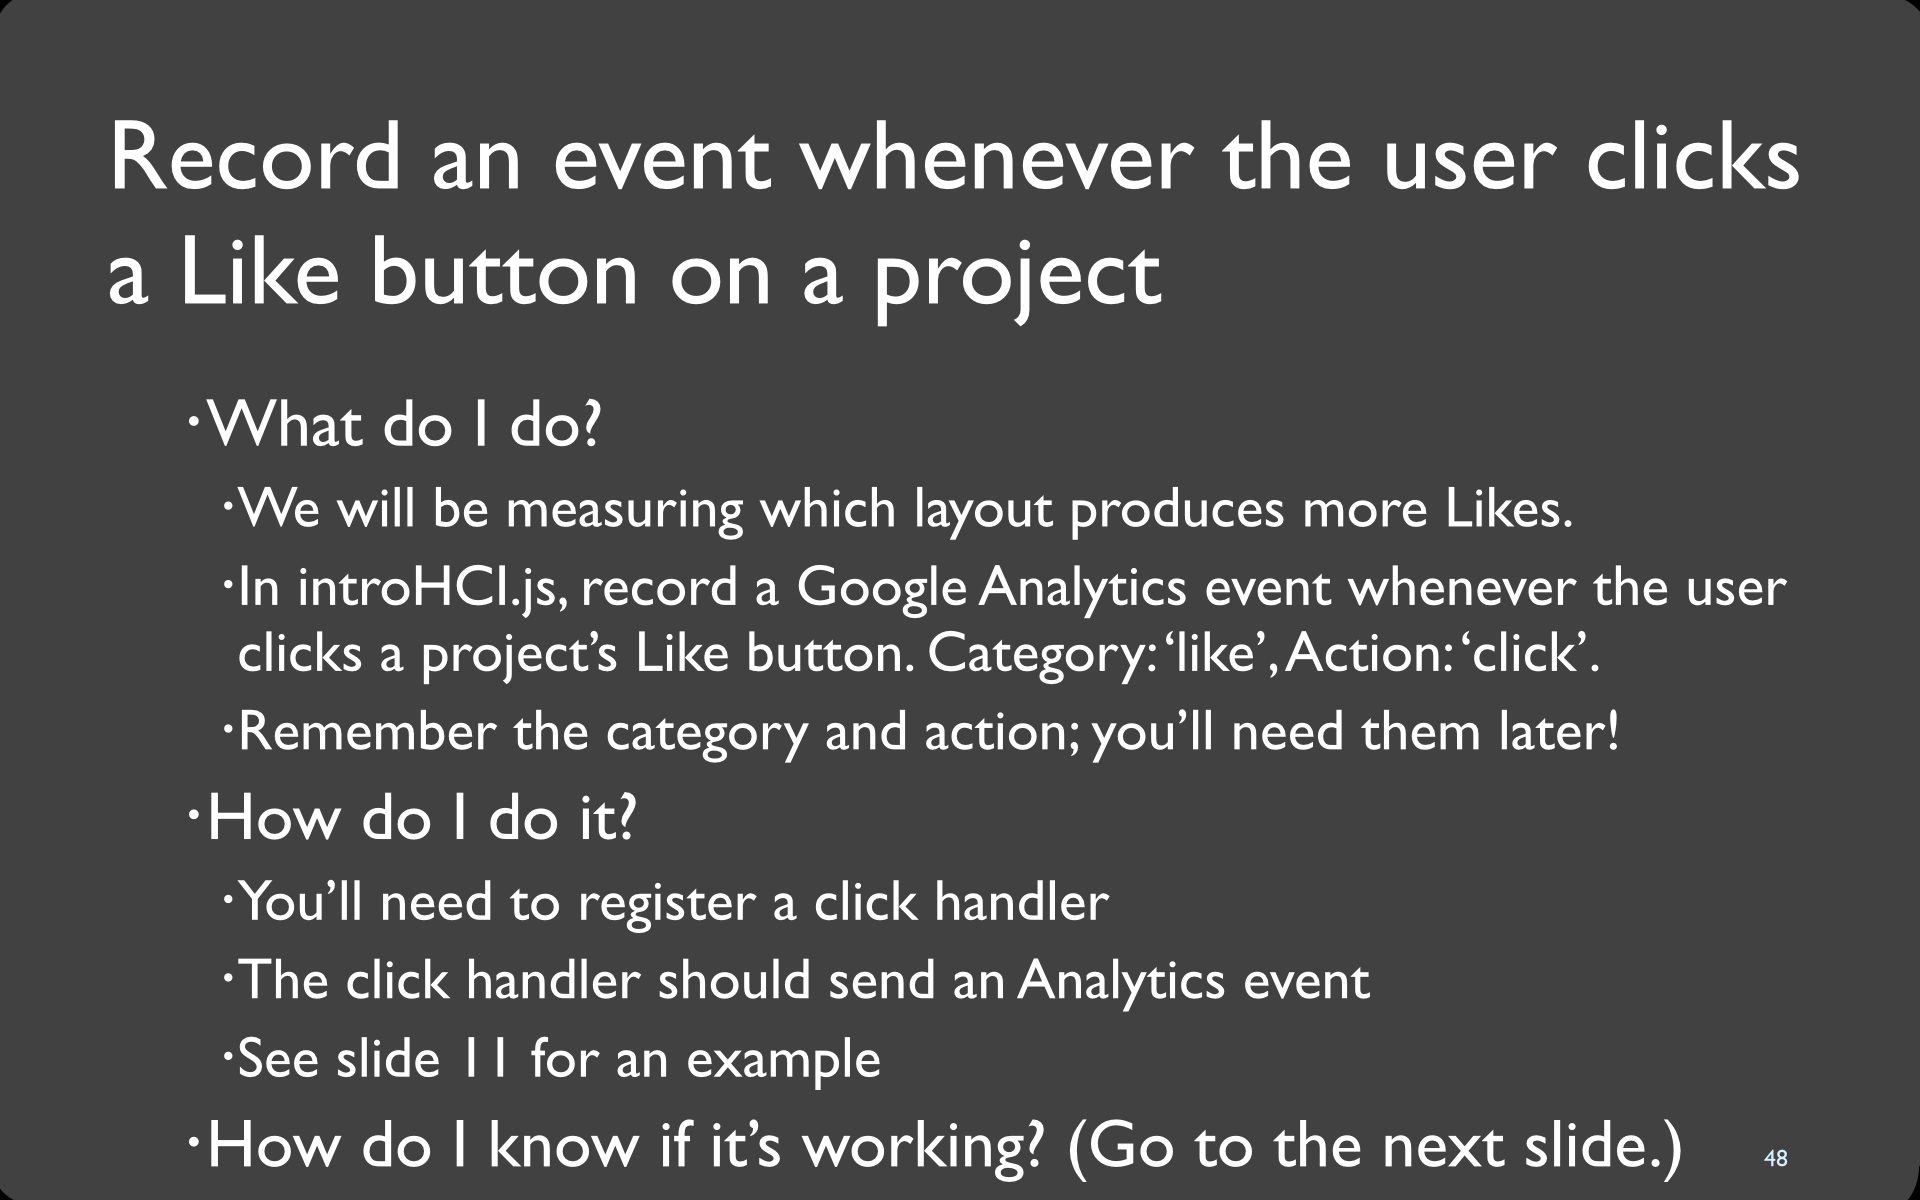 Record an event whenever the user clicks
a Like button on a project
•What do I do?
•We will be measuring which layout produces more Likes.
•In introHCI.js, record a Google Analytics event whenever the user
clicks a project’s Like button. Category: ‘like’, Action: ‘click’.
•Remember the category and action; you’ll need them later!
•How do I do it?
•You’ll need to register a click handler
•The click handler should send an Analytics event
•See slide 11 for an example
•How do I know if it’s working? (Go to the next slide.)
48